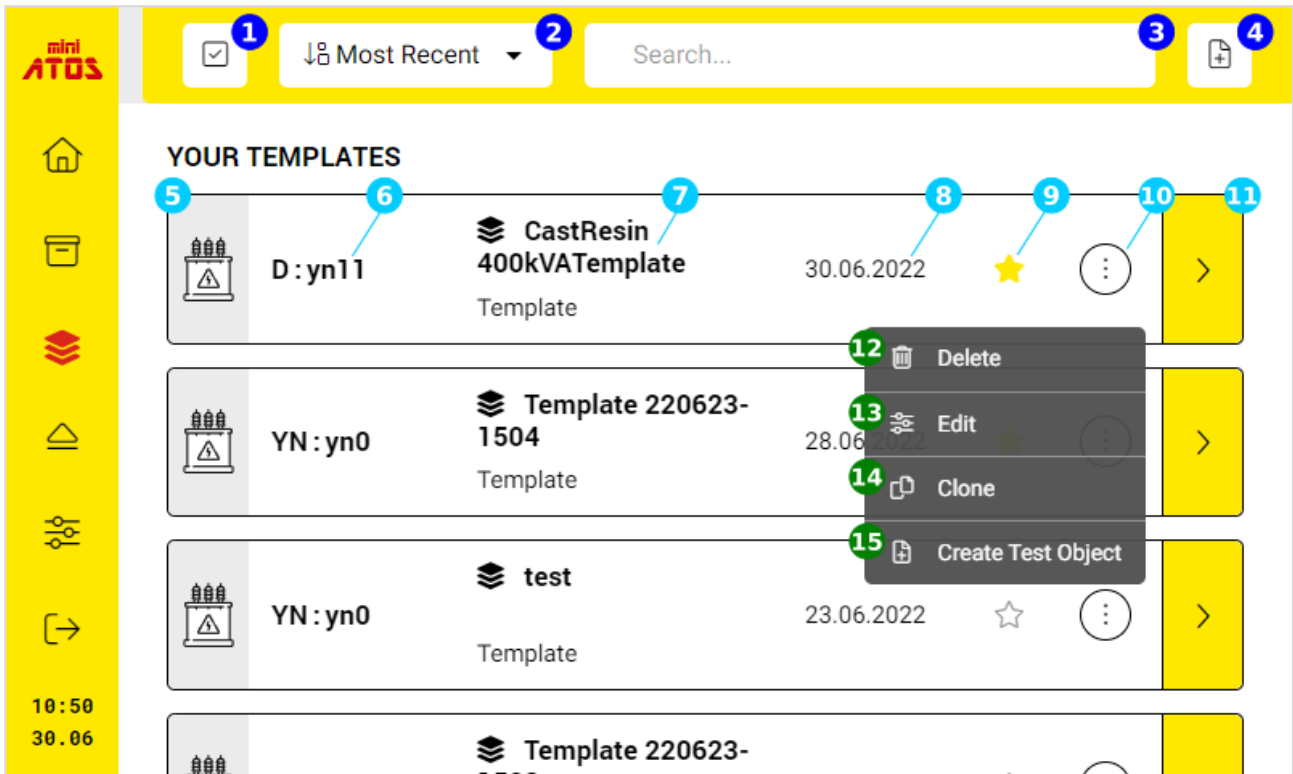 mini
ATOS
1
2
3
4
Most Recent
Search...
YOUR TEMPLATES
5
6
7
8
9
10
11
D:yn11
CastResin
400kVATemplate
Template
30.06.2022
12 Delete
13 Edit
14 Clone
15 Create Test Object
YN:yn0
Template 220623-
1504
Template
28.06.2022
YN:yn0
test
Template
23.06.2022
Template 220623-
10:50
30.06